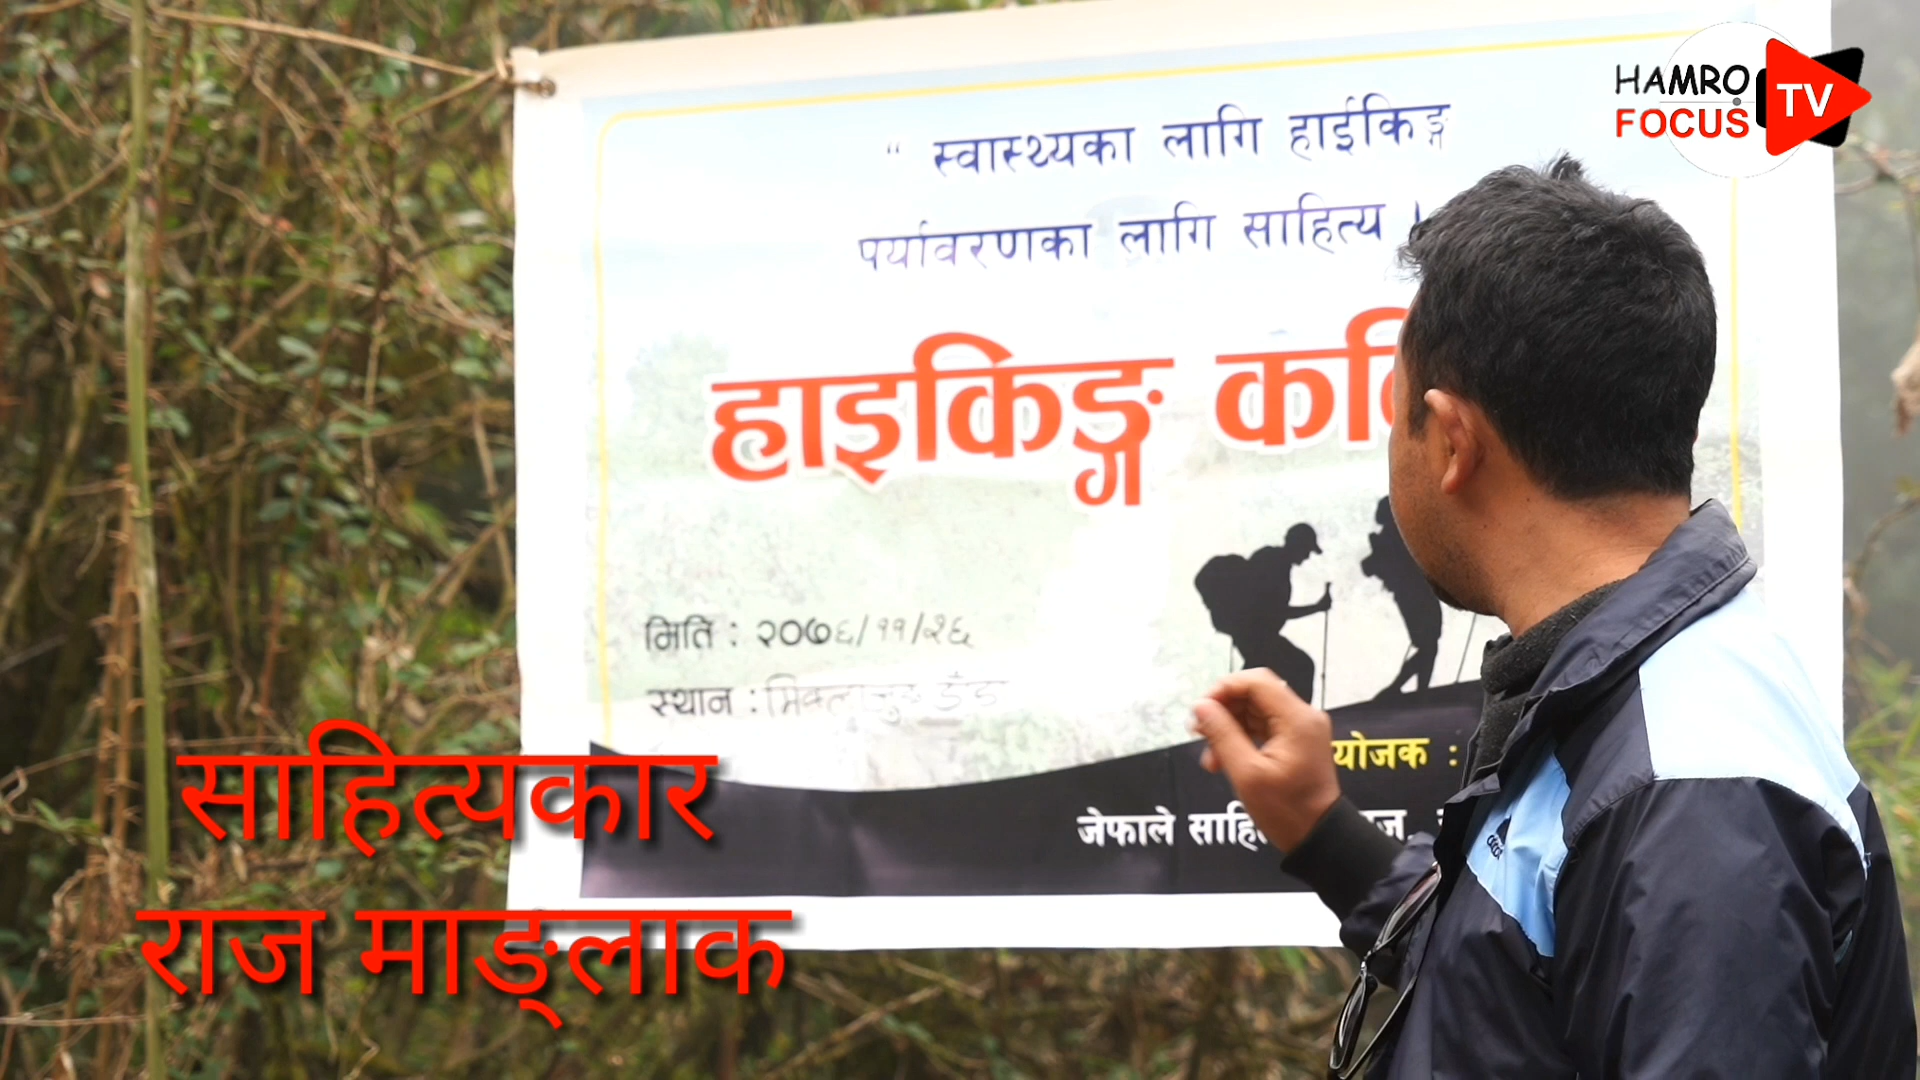 HAMRO
FOCUS TV
“ स्वास्थ्यका लागि हाईकिङ्ग
पर्यावरणका लागि साहित्य ।
हाइकिङ्ग
मिति : २०७६/११/२६
स्थान :
योजक :
जेफाले
साहित्यकार
राज माङ्लाक